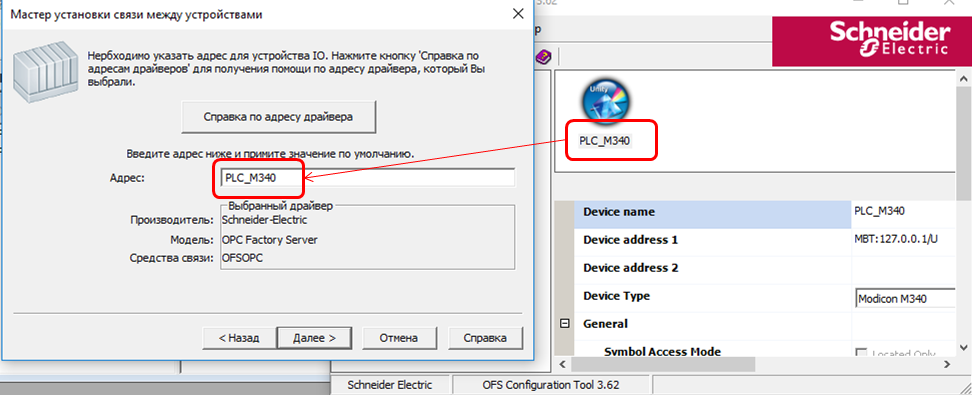 Мастер установки связи между устройствами
Нербходимо указать адрес для устройства IO. Нажмите кнопку 'Справка по
адресам драйверов' для получения помощи по адресу драйвера, который Вы
выбрали.
Справка по адресу драйвера
Введите адрес ниже и примите значение по умолчанию.
Адрес:
PLC_M340
Выбранный драйвер
Производитель: Schneider-Electric
Модель: OPC Factory Server
Средства связи: OFSOPC
< Назад
Далее >
Отмена
Справка
3.62
Schneider
Electric
Unity
PLC_M340
Device name PLC_M340
Device address 1 MBT:127.0.0.1/U
Device address 2
Device Type Modicon M340
General
Symbol Access Mode Located Only
Schneider Electric
OFS Configuration Tool 3.62